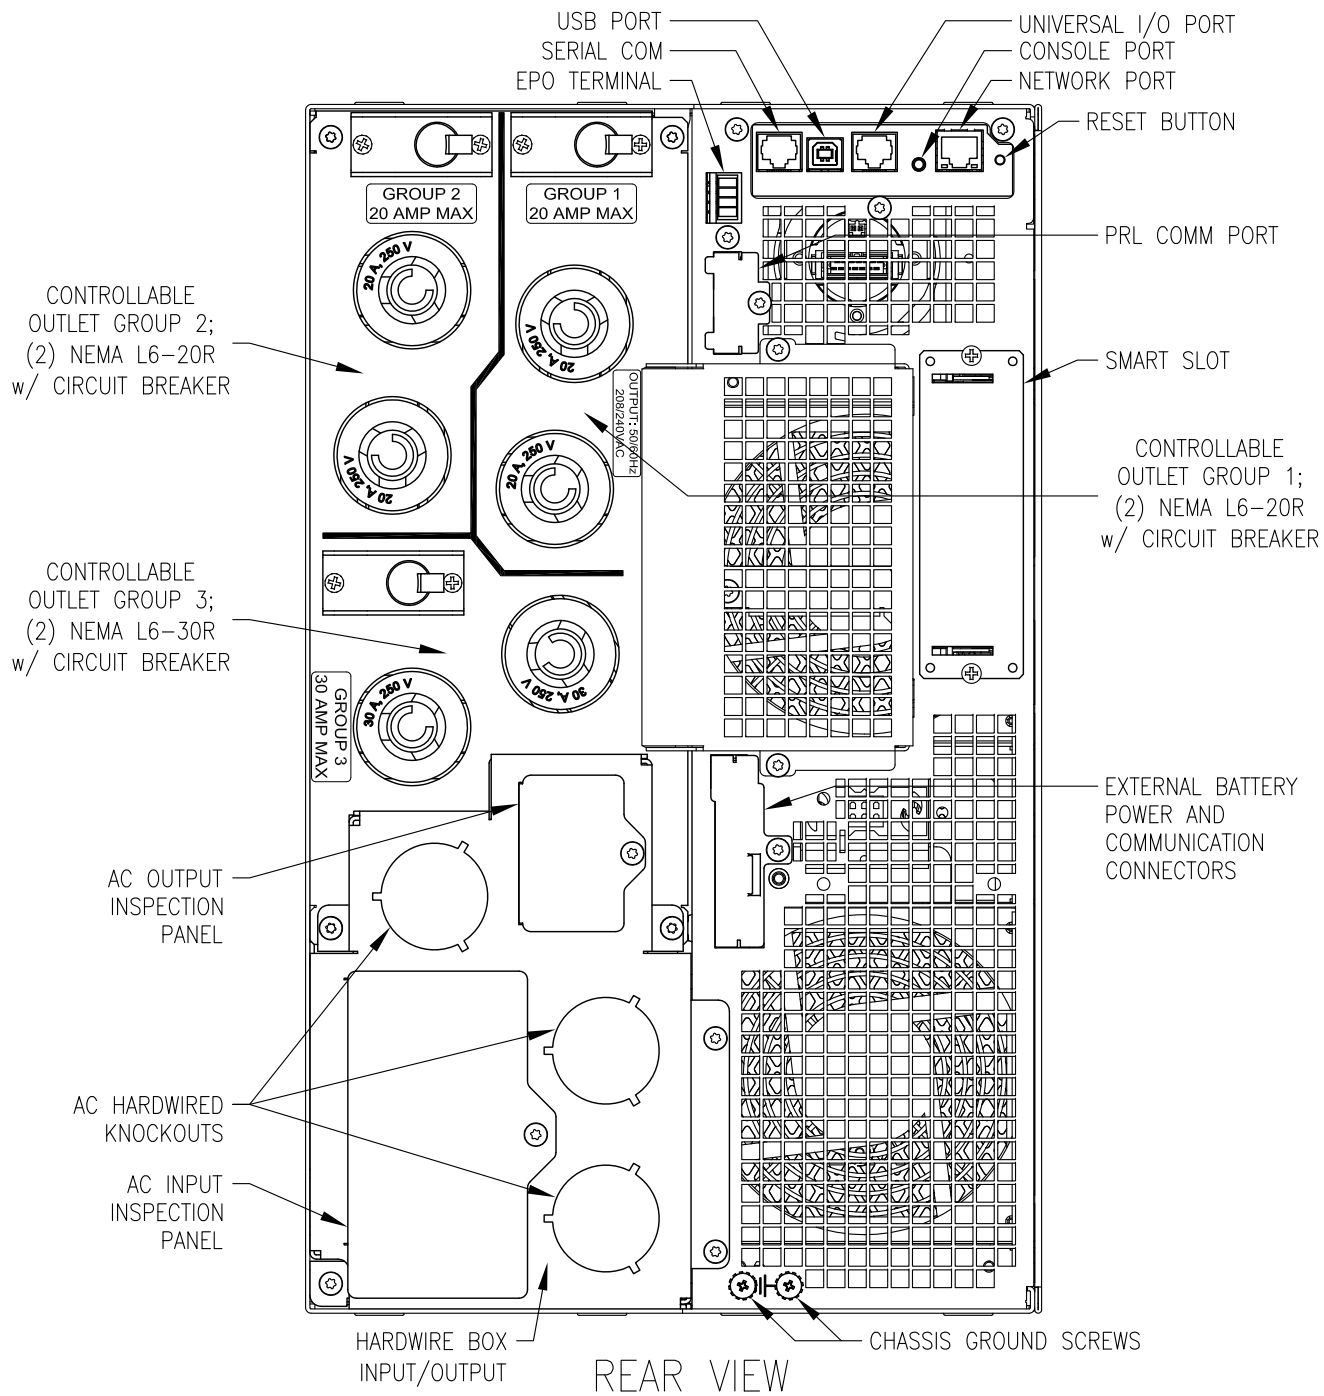 USB PORT
SERIAL COM
EPO TERMINAL
UNIVERSAL I/O PORT
CONSOLE PORT
NETWORK PORT
RESET BUTTON
GROUP 2
20 AMP MAX
GROUP 1
20 AMP MAX
PRL COMM PORT
20 A, 250 V
20 A, 250 V
CONTROLLABLE
OUTLET GROUP 2;
(2) NEMA L6-20R
w/ CIRCUIT BREAKER
SMART SLOT
OUTPUT: 50/60Hz
208/240VAC
20 A, 250 V
20 A, 250 V
CONTROLLABLE
OUTLET GROUP 1;
(2) NEMA L6-20R
w/ CIRCUIT BREAKER
CONTROLLABLE
OUTLET GROUP 3;
(2) NEMA L6-30R
w/ CIRCUIT BREAKER
30 A, 250 V
GROUP 3
30 AMP MAX
30 A, 250 V
EXTERNAL BATTERY
POWER AND
COMMUNICATION
CONNECTORS
AC OUTPUT
INSPECTION
PANEL
AC HARDWIRED
KNOCKOUTS
AC INPUT
INSPECTION
PANEL
HARDWIRE BOX
INPUT/OUTPUT
CHASSIS GROUND SCREWS
REAR VIEW